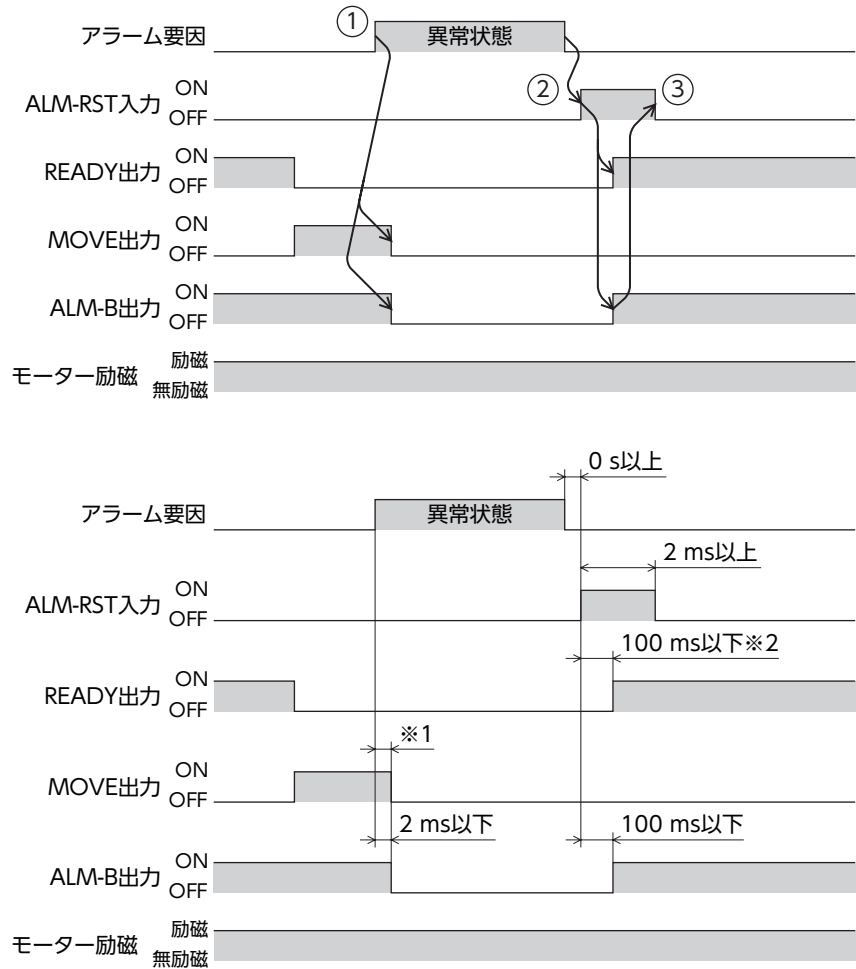 ① 異常状態
アラーム要因
ALM-RST入力 ON
OFF
② ③
READY出力 ON
OFF
MOVE出力 ON
OFF
ALM-B出力 ON
OFF
モーター励磁 励磁
無励磁
0 s以上
アラーム要因 異常状態
2 ms以上
ALM-RST入力 ON
OFF
100 ms以下※2
READY出力 ON
OFF
※1
MOVE出力 ON
OFF
2 ms以下 100 ms以下
ALM-B出力 ON
OFF
モーター励磁 励磁
無励磁